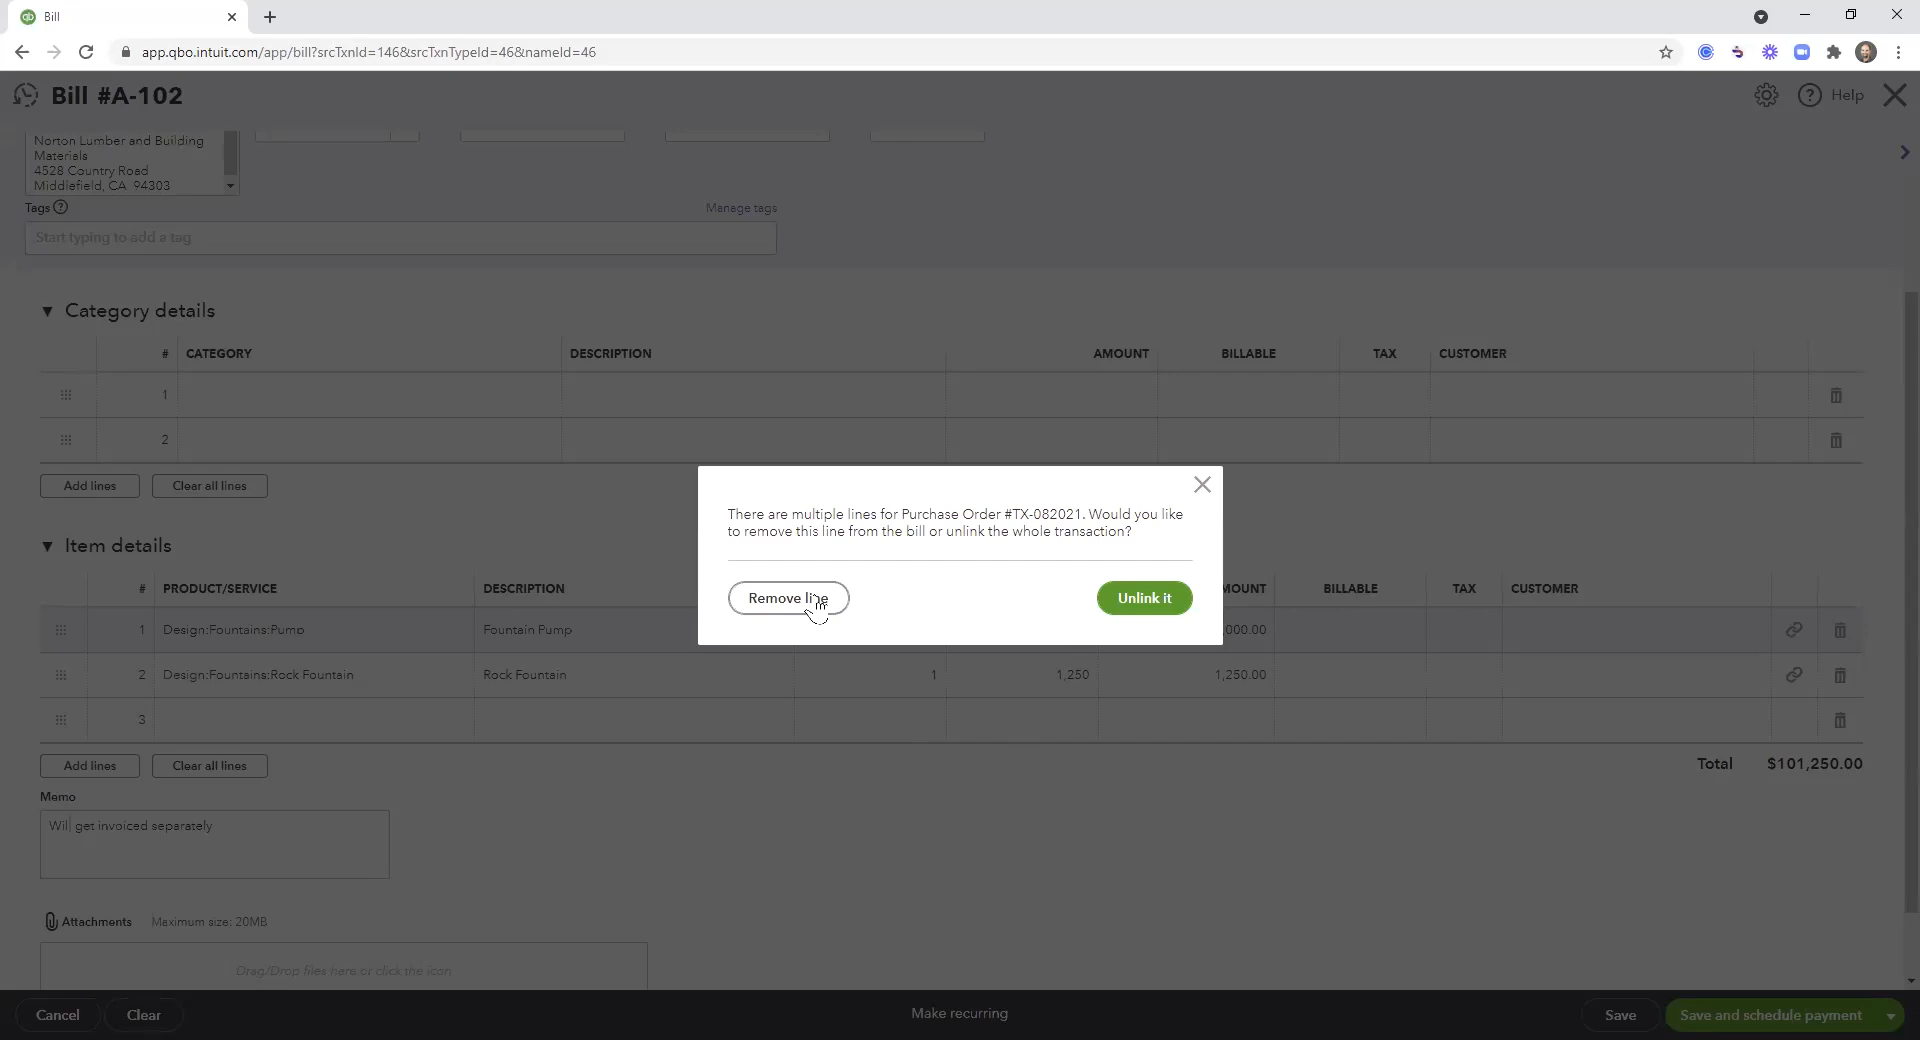 Bill
app.qbo.intuit.com/app/bill?srcTxnId=146&srcTxnTypeId=46&nameId=46
Bill #A-102
Help
Norton Lumber and Building
Materials
4528 Country Road
Middlefield, CA 94303
Tags
Manage tags
Start typing to add a tag
Category details
# CATEGORY DESCRIPTION AMOUNT BILLABLE TAX CUSTOMER
1
2
Add lines Clear all lines
There are multiple lines for Purchase Order #TX-082021. Would you like
to remove this line from the bill or unlink the whole transaction?
Remove line Unlink it
Item details
# PRODUCT/SERVICE DESCRIPTION BILLABLE TAX CUSTOMER
1 Design:Fountains:Pump Fountain Pump
2 Design:Fountains:Rock Fountain Rock Fountain 1 1,250 1,250.00
3
Add lines Clear all lines
Total $101,250.00
Memo
Will get invoiced separately
Attachments Maximum size: 20MB
Drag/Drop files here or click the icon
Cancel Clear Make recurring Save Save and schedule payment